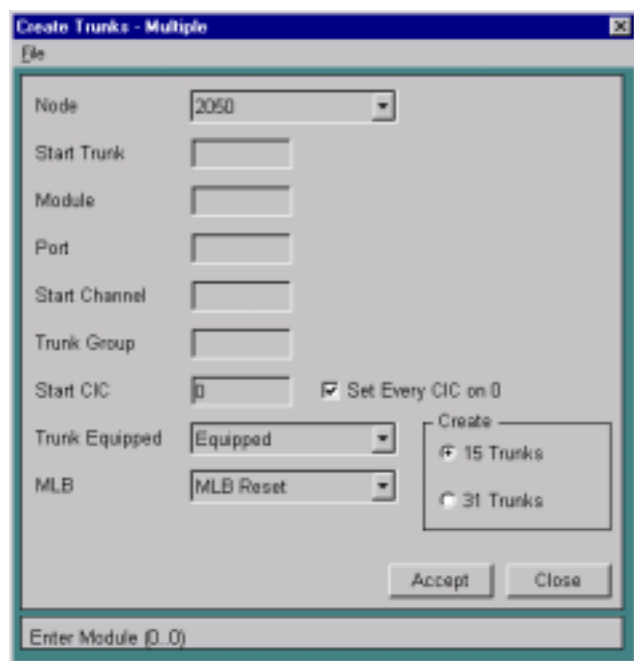 Create Trunks - Multiple
File
Node 2050
Start Trunk
Module
Port
Start Channel
Trunk Group
Start CIC 0 Set Every CIC on 0
Trunk Equipped Equipped
Create
15 Trunks
MLB MLB Reset
31 Trunks
Accept Close
Enter Module (0..0)